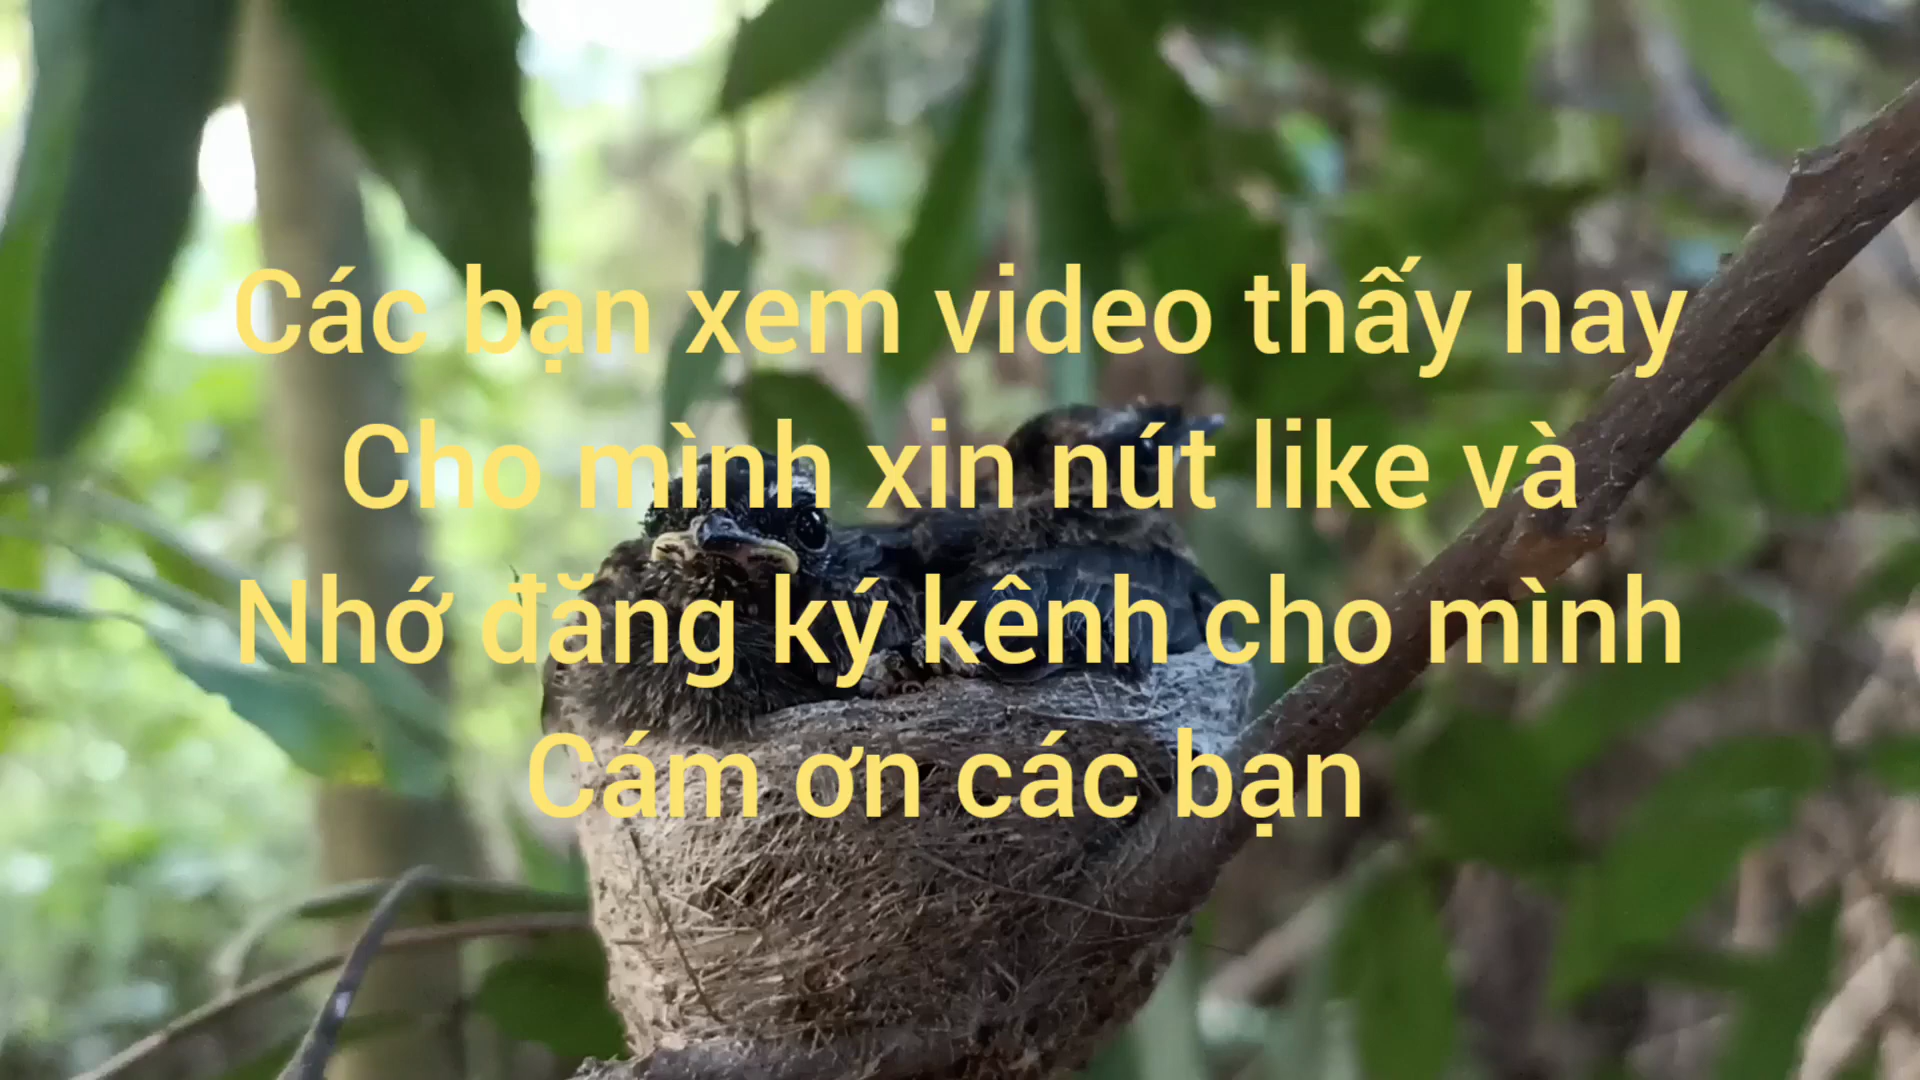 Các bạn xem video thấy hay
Cho mình xin nút like và
Nhớ đăng ký kênh cho mình
Cám ơn các bạn